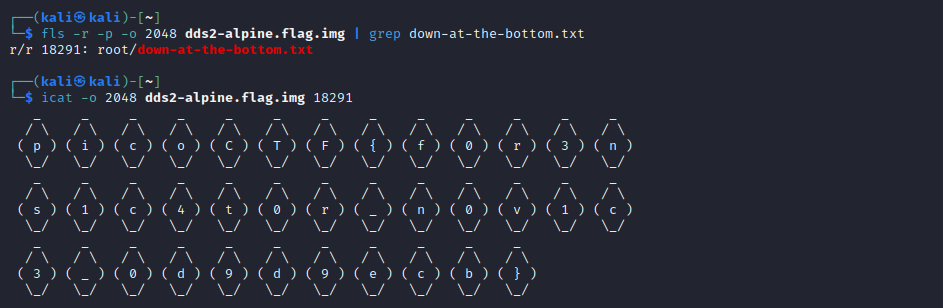 ┌──(kali㉿kali)-[~]
└─$ fls -r -p -o 2048 dds2-alpine.flag.img | grep down-at-the-bottom.txt
r/r 18291: root/down-at-the-bottom.txt

┌──(kali㉿kali)-[~]
└─$ icat -o 2048 dds2-alpine.flag.img 18291
   _     _     _     _     _     _     _     _     _     _     _     _     _
  / \   / \   / \   / \   / \   / \   / \   / \   / \   / \   / \   / \   / \
 ( p ) ( i ) ( c ) ( o ) ( C ) ( T ) ( F ) ( { ) ( f ) ( 0 ) ( r ) ( 3 ) ( n )
  \_/   \_/   \_/   \_/   \_/   \_/   \_/   \_/   \_/   \_/   \_/   \_/   \_/
   _     _     _     _     _     _     _     _     _     _     _     _     _
  / \   / \   / \   / \   / \   / \   / \   / \   / \   / \   / \   / \   / \
 ( s ) ( 1 ) ( c ) ( 4 ) ( t ) ( 0 ) ( r ) ( _ ) ( n ) ( 0 ) ( v ) ( 1 ) ( c )
  \_/   \_/   \_/   \_/   \_/   \_/   \_/   \_/   \_/   \_/   \_/   \_/   \_/
   _     _     _     _     _     _     _     _     _     _     _
  / \   / \   / \   / \   / \   / \   / \   / \   / \   / \   / \
 ( 3 ) ( _ ) ( 0 ) ( d ) ( 9 ) ( d ) ( 9 ) ( e ) ( c ) ( b ) ( } )
  \_/   \_/   \_/   \_/   \_/   \_/   \_/   \_/   \_/   \_/   \_/